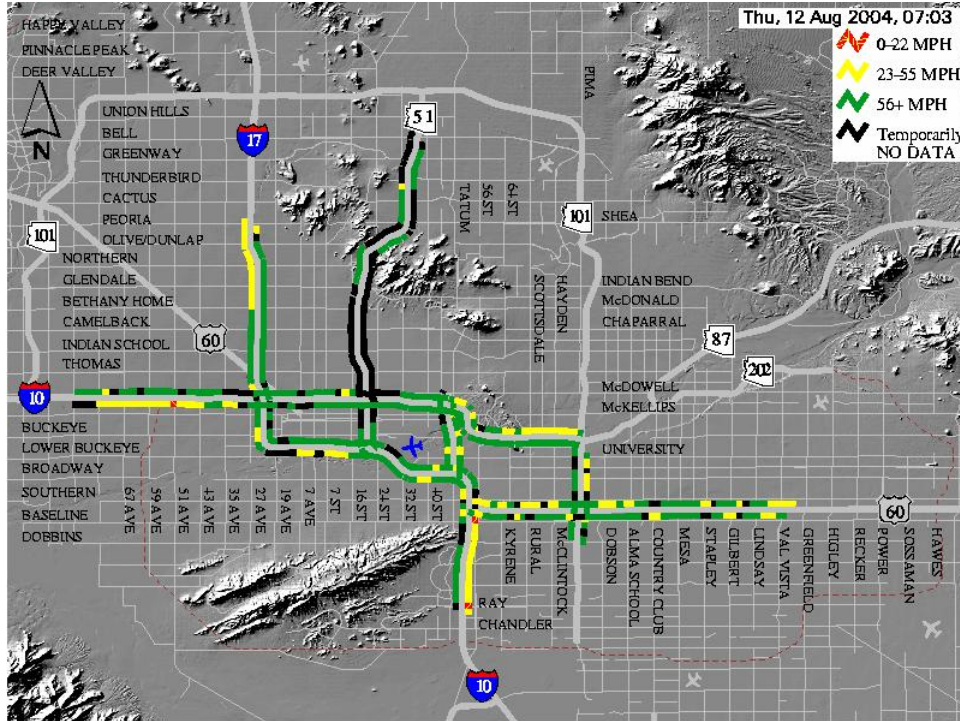 Thu, 12 Aug 2004, 07:03
0-22 MPH
23-55 MPH
56+ MPH
Temporarily
NO DATA
HAPPY VALLEY
PINNACLE PEAK
DEER VALLEY
N
UNION HILLS
BELL
GREENWAY
THUNDERBIRD
CACTUS
PEORIA
OLIVE/DUNLAP
NORTHERN
GLENDALE
BETHANY HOME
CAMELBACK
INDIAN SCHOOL
THOMAS
BUCKEYE
LOWER BUCKEYE
BROADWAY
SOUTHERN
BASELINE
DOBBINS
17
51
101
101
60
10
87
202
60
10
PIMA
TATUM
56 ST
64 ST
SHEA
SCOTTSDALE
HAYDEN
INDIAN BEND
McDONALD
CHAPARRAL
McDOWELL
McKELLIPS
UNIVERSITY
67 AVE
59 AVE
51 AVE
43 AVE
35 AVE
27 AVE
19 AVE
7 AVE
7 ST
16 ST
24 ST
32 ST
40 ST
KYRENE
RURAL
McCLINTOCK
DOBSON
ALMA SCHOOL
COUNTRY CLUB
MESA
STAPLEY
GILBERT
LINDSAY
VAL VISTA
GREENFIELD
HIGLEY
RECKER
POWER
SOSSAMAN
HAWES
RAY
CHANDLER